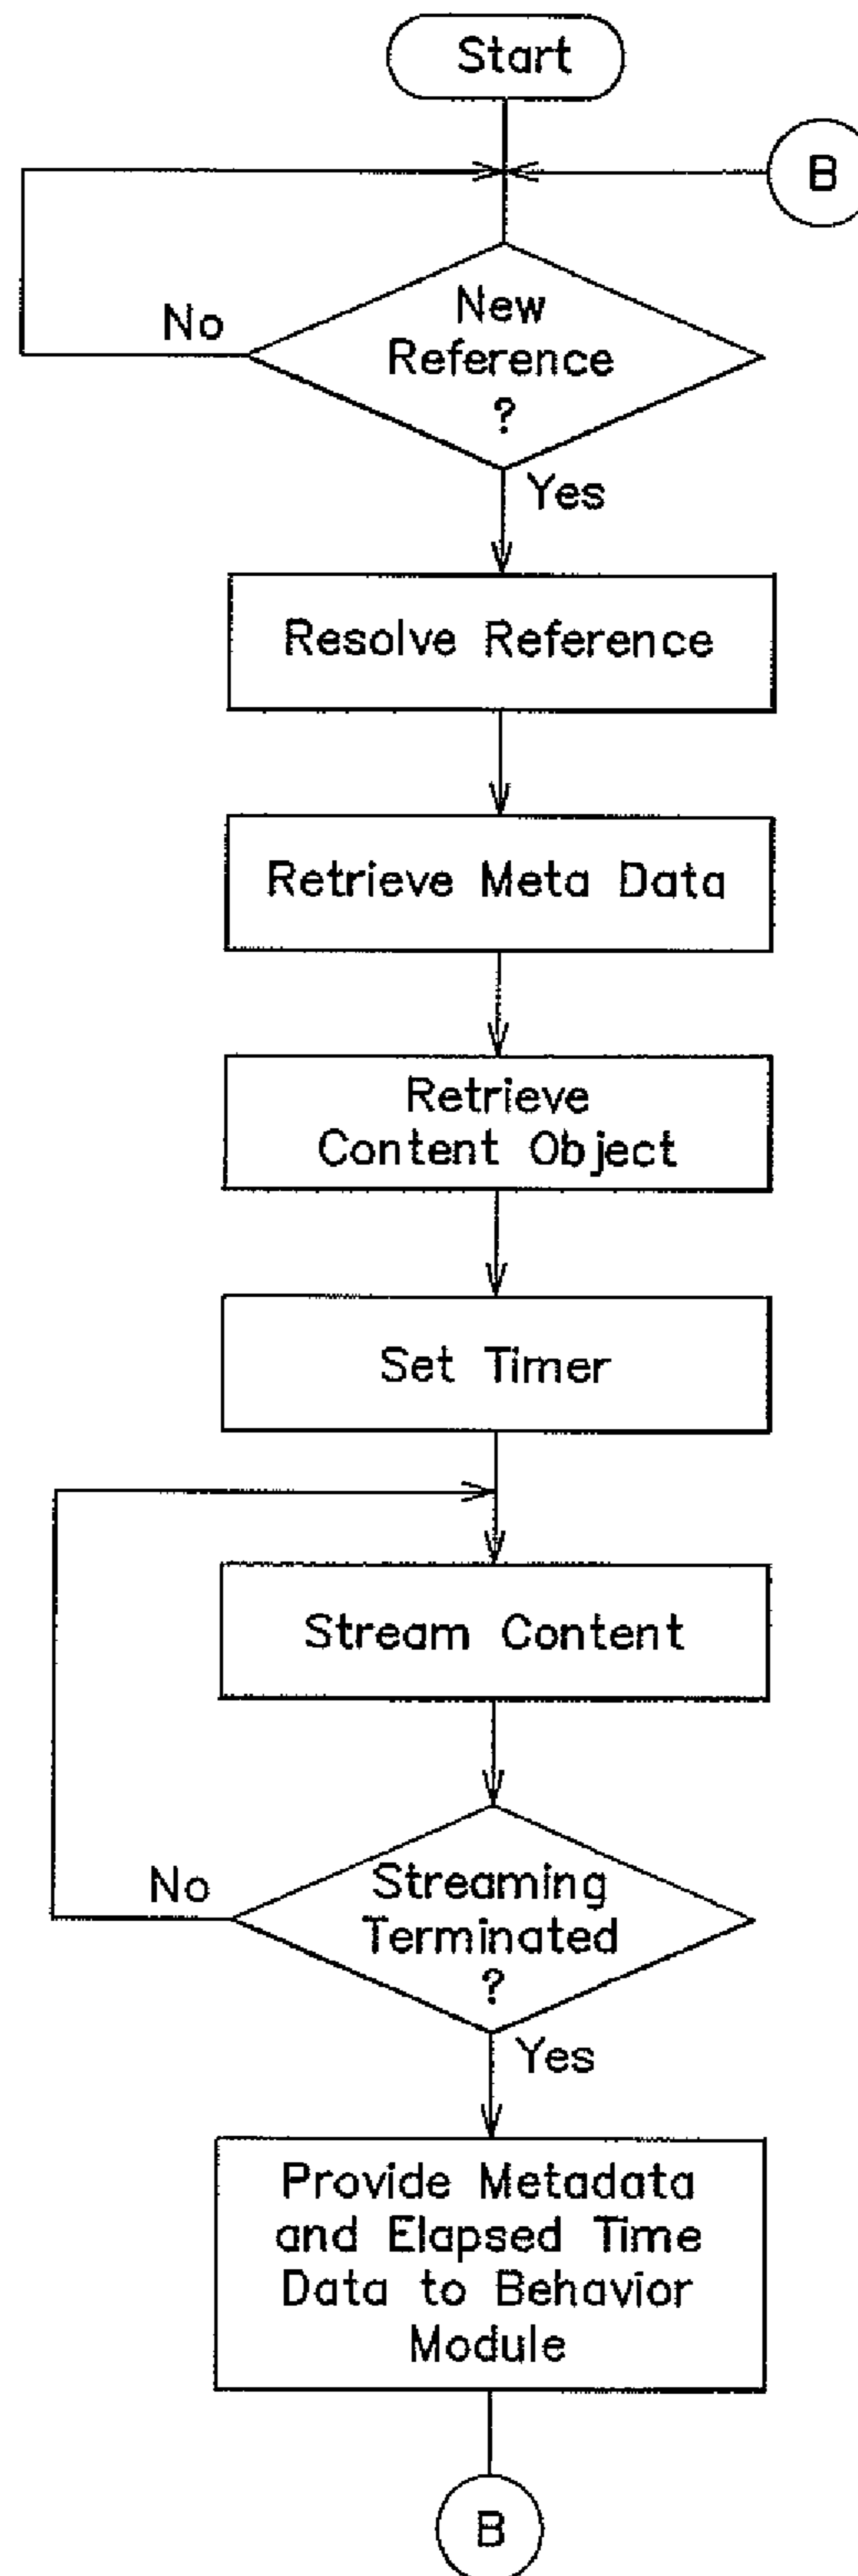 Start
B
New
Reference
?
No
Yes
Resolve Reference
Retrieve Meta Data
Retrieve
Content Object
Set Timer
Stream Content
No
Streaming
Terminated
?
Yes
Provide Metadata
and Elapsed Time
Data to Behavior
Module
B